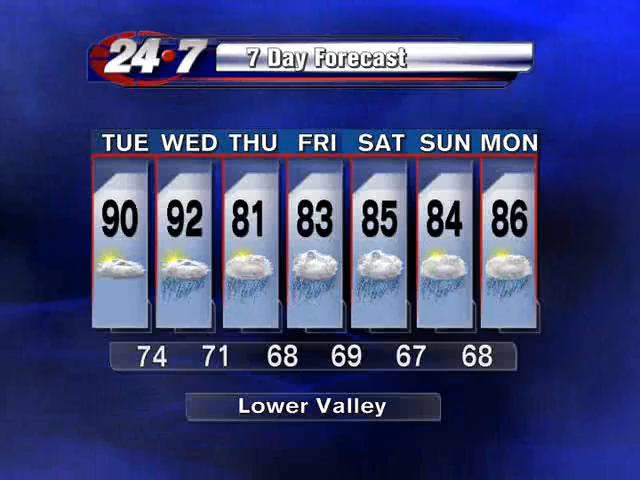 24•7
7 Day Forecast
TUE WED THU FRI SAT SUN MON
90 92 81 83 85 84 86
74 71 68 69 67 68
Lower Valley